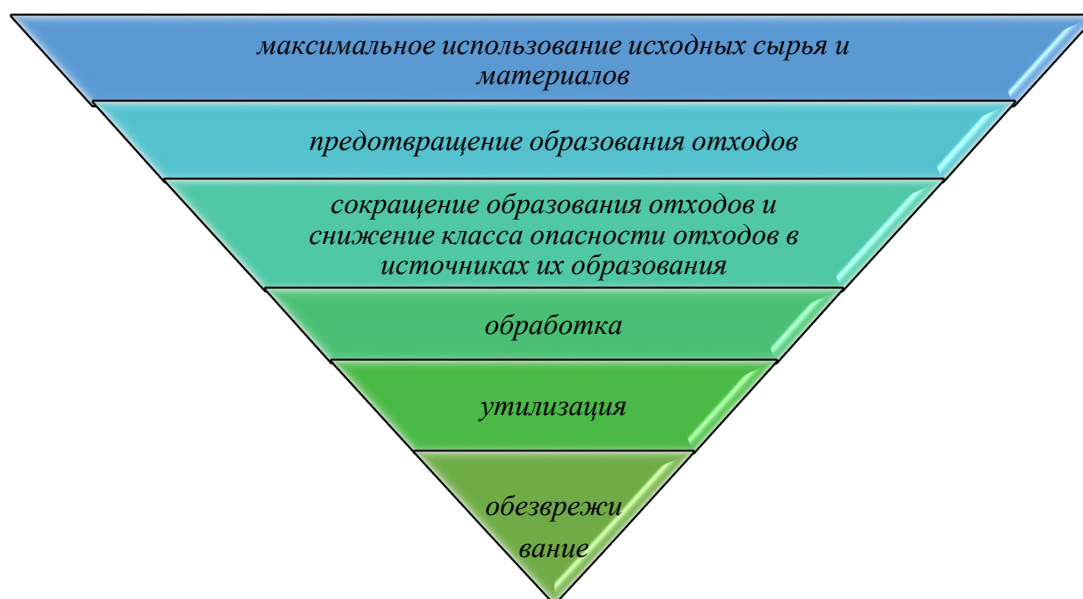 максимальное использование исходных сырья и
материалов
предотвращение образования отходов
сокращение образования отходов и
снижение класса опасности отходов в
источниках их образования
обработка
утилизация
обезврежи
вание